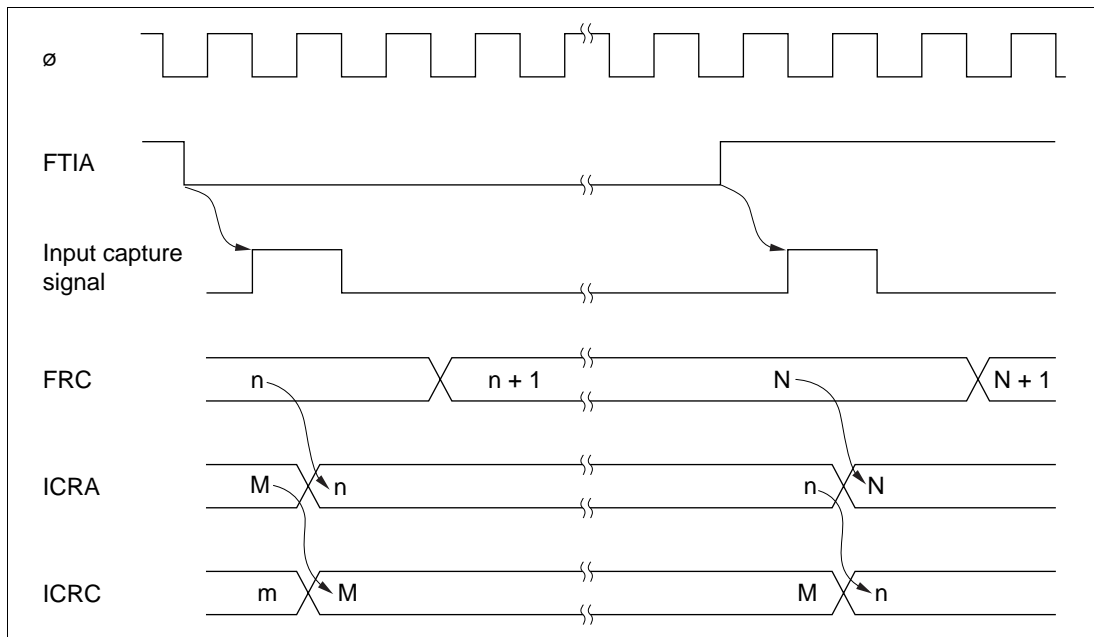 ø
FTIA
Input capture
signal
FRC n n + 1 N N + 1
ICRA M n n N
ICRC m M M n